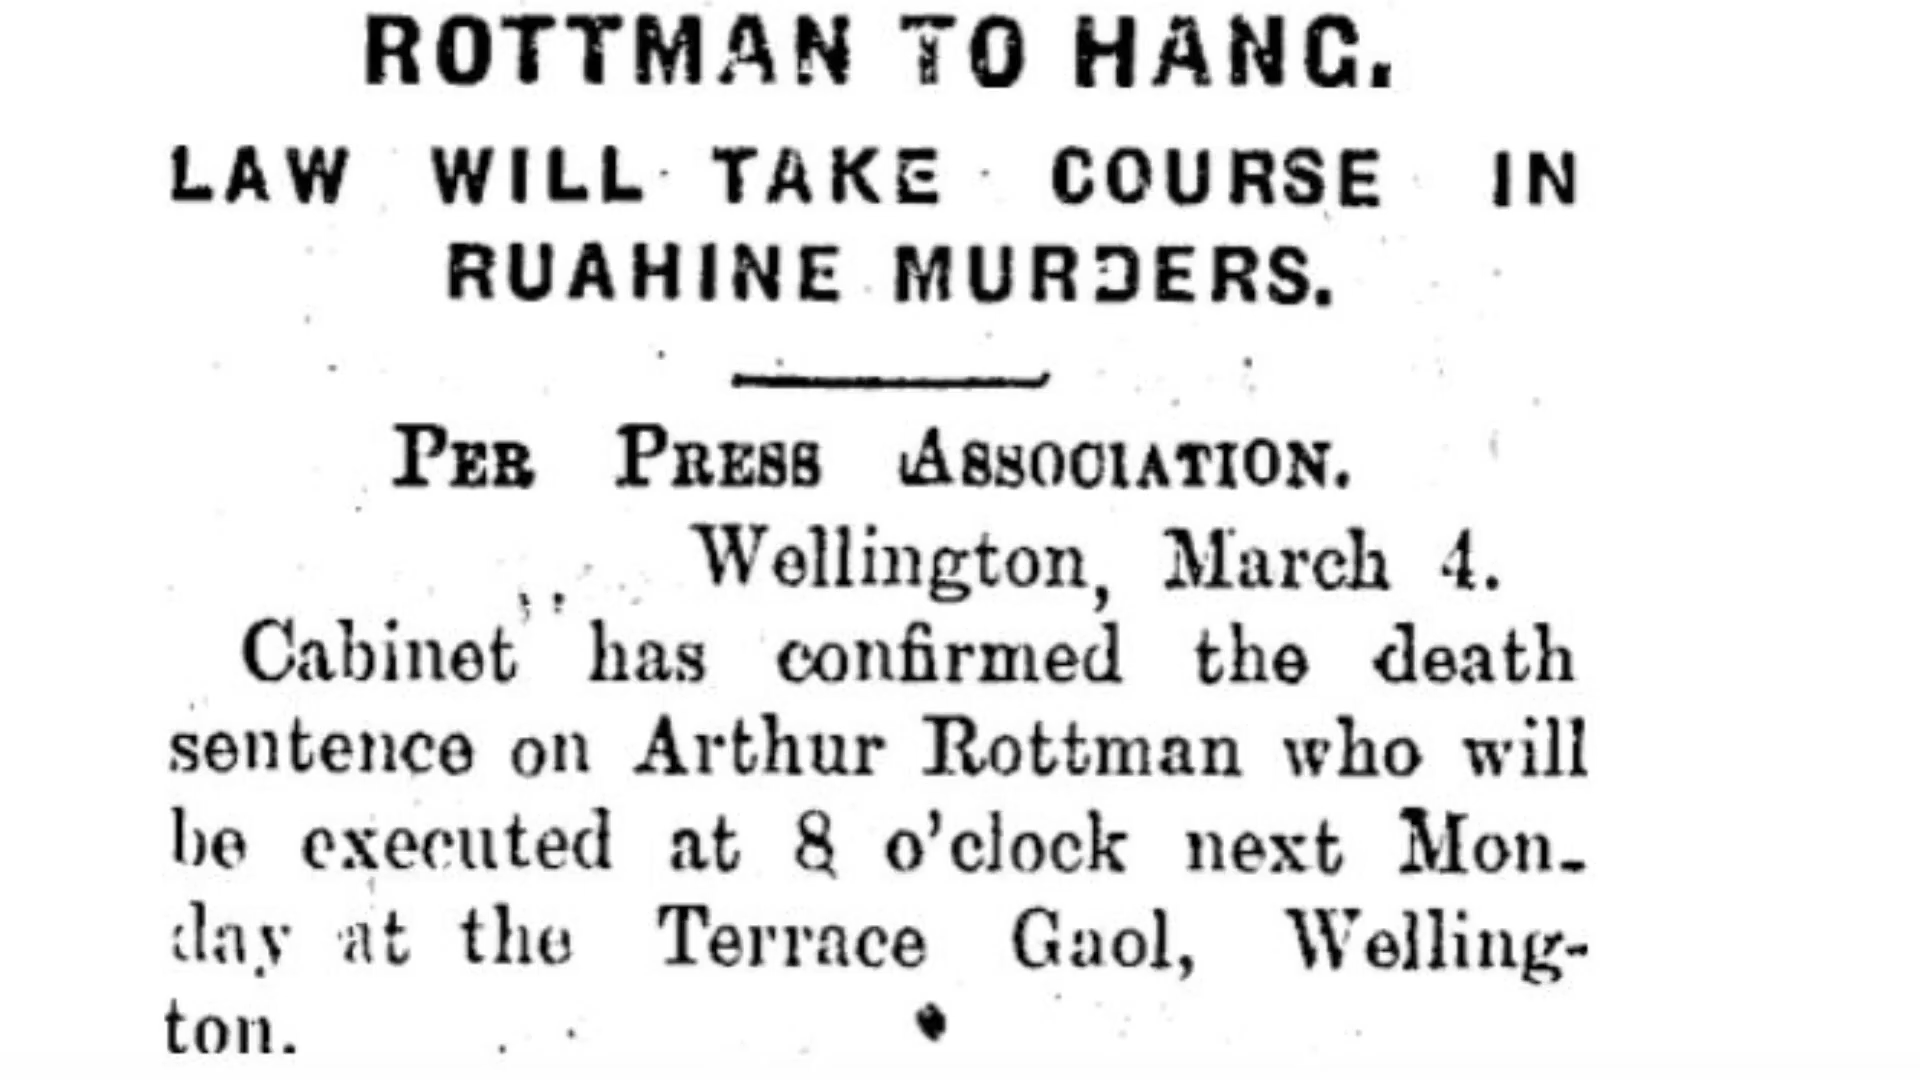 ROTTMAN TO HANG.
LAW WILL TAKE COURSE IN
RUAHINE MURDERS.
PER PRESS ASSOCIATION.
Wellington, March 4.
Cabinet has confirmed the death
sentence on Arthur Rottman who will
be executed at 8 o'clock next Mon-
day at the Terrace Gaol, Welling-
ton.